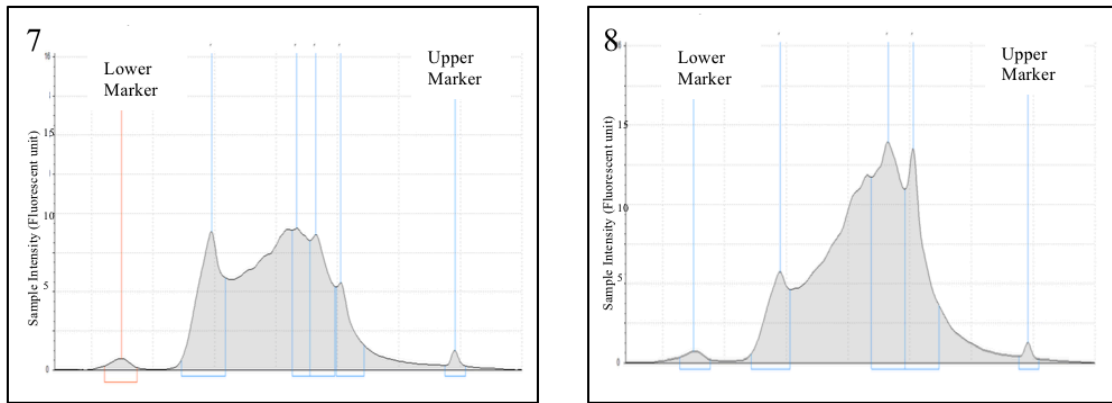 7
Lower
Marker
Upper
Marker
Sample Intensity (Fluorescent unit)
15
10
5
0
8
Lower
Marker
Upper
Marker
Sample Intensity (Fluorescent unit)
15
10
5
0